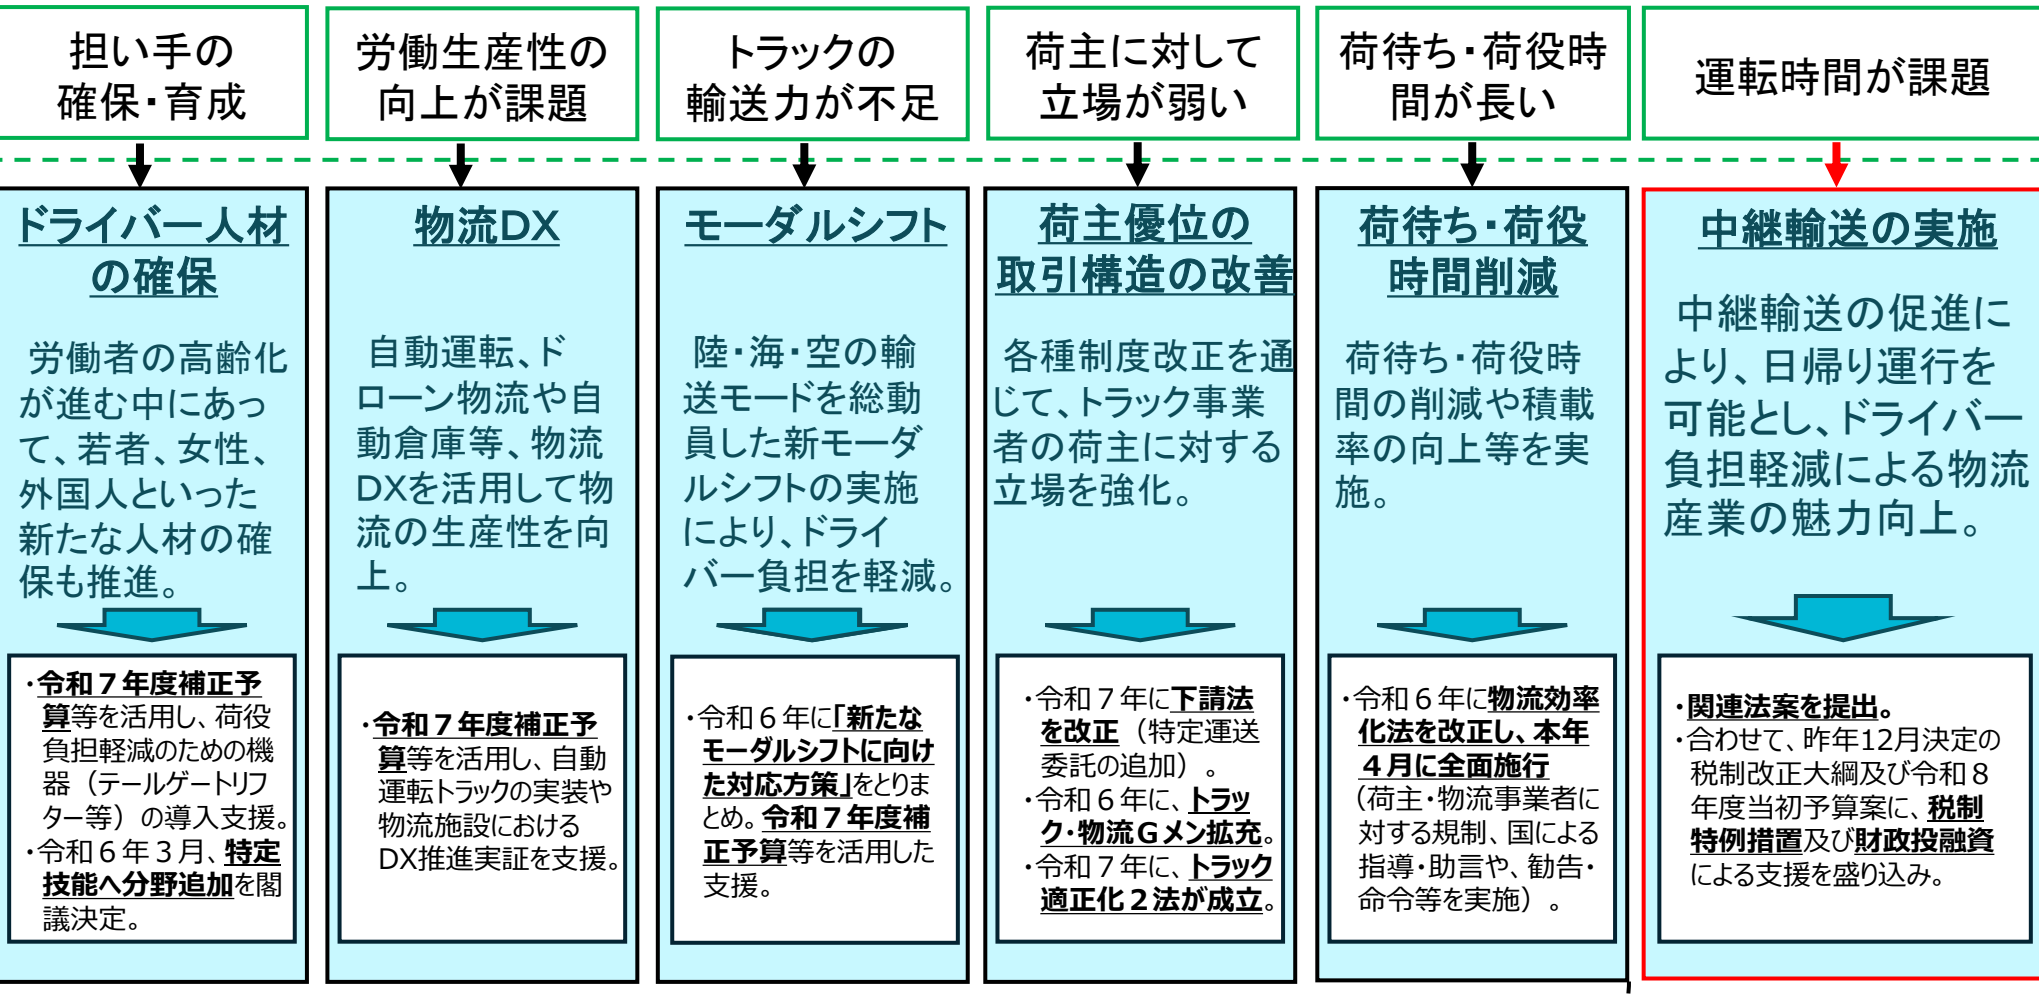 担い手の
確保・育成
労働生産性の
向上が課題
トラックの
輸送力が不足
荷主に対して
立場が弱い
荷待ち・荷役時
間が長い
運転時間が課題
ドライバー人材
の確保
労働者の高齢化
が進む中にあっ
て、若者、女性、
外国人といった
新たな人材の確
保も推進。
・令和７年度補正予
算等を活用し、荷役
負担軽減のための機
器（テールゲートリフ
ター等）の導入支援。
・令和６年３月、特定
技能へ分野追加を閣
議決定。
物流DX
自動運転、ド
ローン物流や自
動倉庫等、物流
DXを活用して物
流の生産性を向
上。
・令和７年度補正予
算等を活用し、自動
運転トラックの実装や
物流施設における
DX推進実証を支援。
モーダルシフト
陸・海・空の輸
送モードを総動
員した新モーダ
ルシフトの実施
により、ドライ
バー負担を軽減。
・令和６年に「新たな
モーダルシフトに向け
た対応方策」をとりま
とめ。令和７年度補
正予算等を活用した
支援。
荷主優位の
取引構造の改善
各種制度改正を通
じて、トラック事業
者の荷主に対する
立場を強化。
・令和７年に下請法
を改正（特定運送
委託の追加）。
・令和６年に、トラッ
ク・物流Ｇメン拡充。
・令和７年に、トラック
適正化２法が成立。
荷待ち・荷役
時間削減
荷待ち・荷役時
間の削減や積載
率の向上等を実
施。
・令和６年に物流効率
化法を改正し、本年
４月に全面施行
（荷主・物流事業者に
対する規制、国による
指導・助言や、勧告・
命令等を実施）。
中継輸送の実施
中継輸送の促進に
より、日帰り運行を
可能とし、ドライバー
負担軽減による物流
産業の魅力向上。
・関連法案を提出。
・合わせて、昨年12月決定の
税制改正大綱及び令和８
年度当初予算案に、税制
特例措置及び財政投融資
による支援を盛り込み。